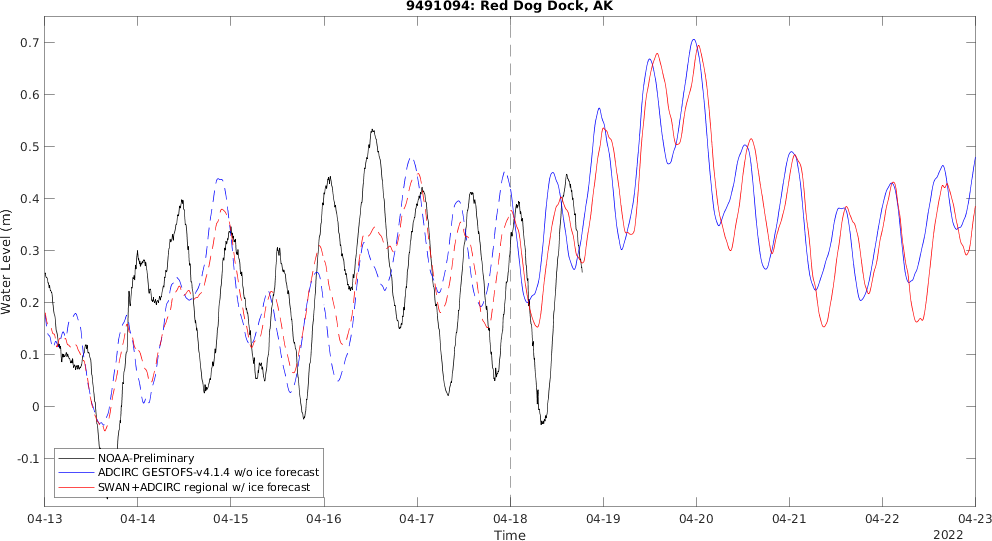 9491094: Red Dog Dock, AK
Water Level (m)
0.7
0.6
0.5
0.4
0.3
0.2
0.1
0
-0.1
NOAA-Preliminary
ADCIRC GESTOFS-v4.1.4 w/o ice forecast
SWAN+ADCIRC regional w/ ice forecast
04-13 04-14 04-15 04-16 04-17 04-18 04-19 04-20 04-21 04-22 04-23
Time
2022